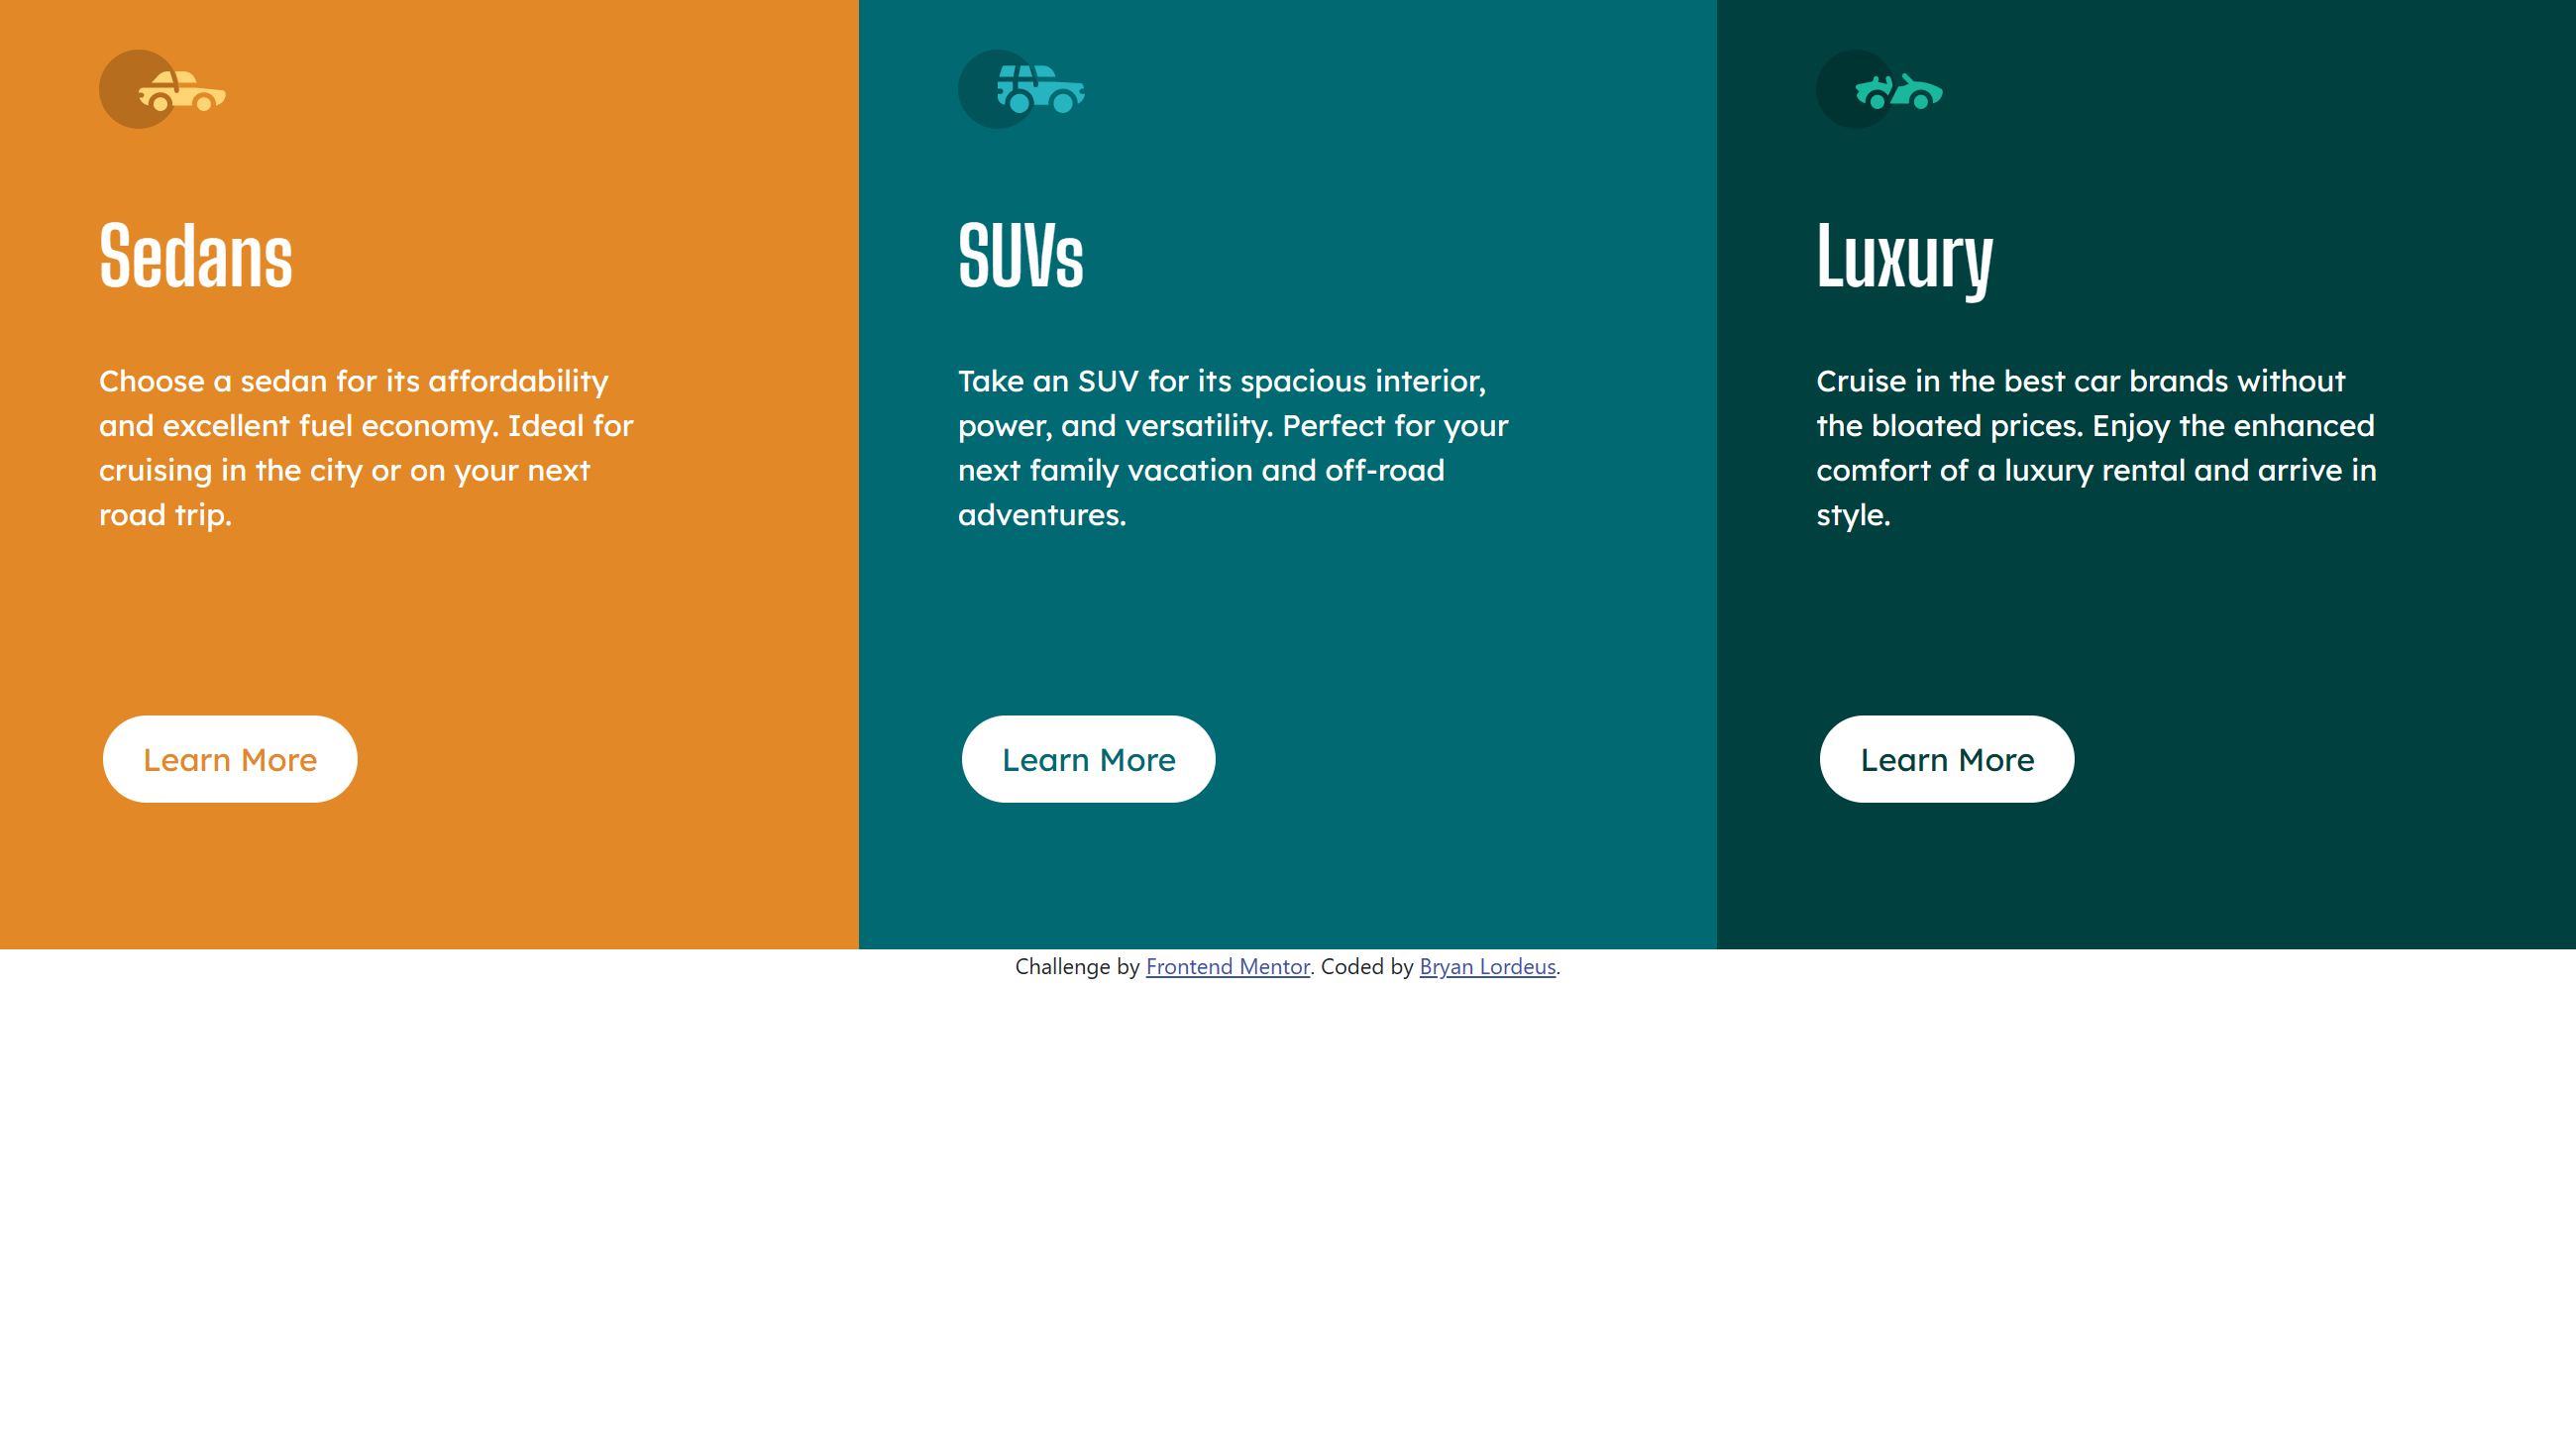 Sedans
Choose a sedan for its affordability
and excellent fuel economy. Ideal for
cruising in the city or on your next
road trip.
Learn More
SUVs
Take an SUV for its spacious interior,
power, and versatility. Perfect for your
next family vacation and off-road
adventures.
Learn More
Luxury
Cruise in the best car brands without
the bloated prices. Enjoy the enhanced
comfort of a luxury rental and arrive in
style.
Learn More
Challenge by Frontend Mentor. Coded by Bryan Lordeus.